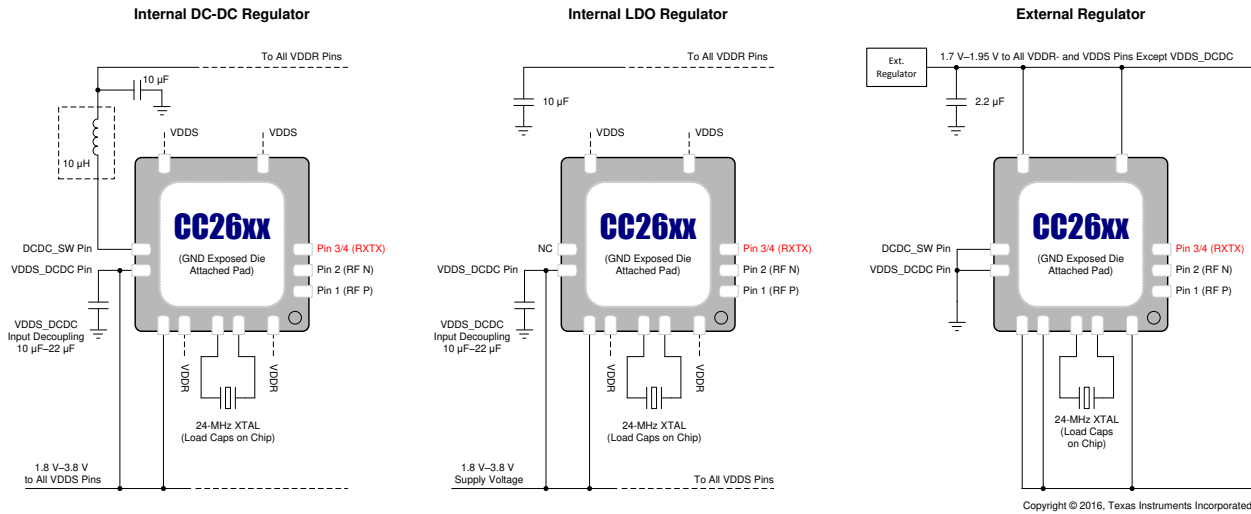 Internal DC-DC Regulator
To All VDDR Pins
10 µF
10 µH
VDDS
VDDS
CC26xx
(GND Exposed Die
Attached Pad)
DCDC_SW Pin
VDDS_DCDC Pin
Pin 3/4 (RXTX)
Pin 2 (RF N)
Pin 1 (RF P)
VDDS_DCDC
Input Decoupling
10 µF–22 µF
VDDR
VDDR
24-MHz XTAL
(Load Caps on Chip)
1.8 V–3.8 V
to All VDDS Pins
Internal LDO Regulator
To All VDDR Pins
10 µF
VDDS
VDDS
CC26xx
(GND Exposed Die
Attached Pad)
NC
VDDS_DCDC Pin
Pin 3/4 (RXTX)
Pin 2 (RF N)
Pin 1 (RF P)
VDDS_DCDC
Input Decoupling
10 µF–22 µF
VDDR
VDDR
24-MHz XTAL
(Load Caps on Chip)
1.8 V–3.8 V
Supply Voltage
To All VDDS Pins
External Regulator
Ext.
Regulator
1.7 V–1.95 V to All VDDR- and VDDS Pins Except VDDS_DCDC
2.2 µF
CC26xx
(GND Exposed Die
Attached Pad)
DCDC_SW Pin
VDDS_DCDC Pin
Pin 3/4 (RXTX)
Pin 2 (RF N)
Pin 1 (RF P)
24-MHz XTAL
(Load Caps
on Chip)
Copyright © 2016, Texas Instruments Incorporated